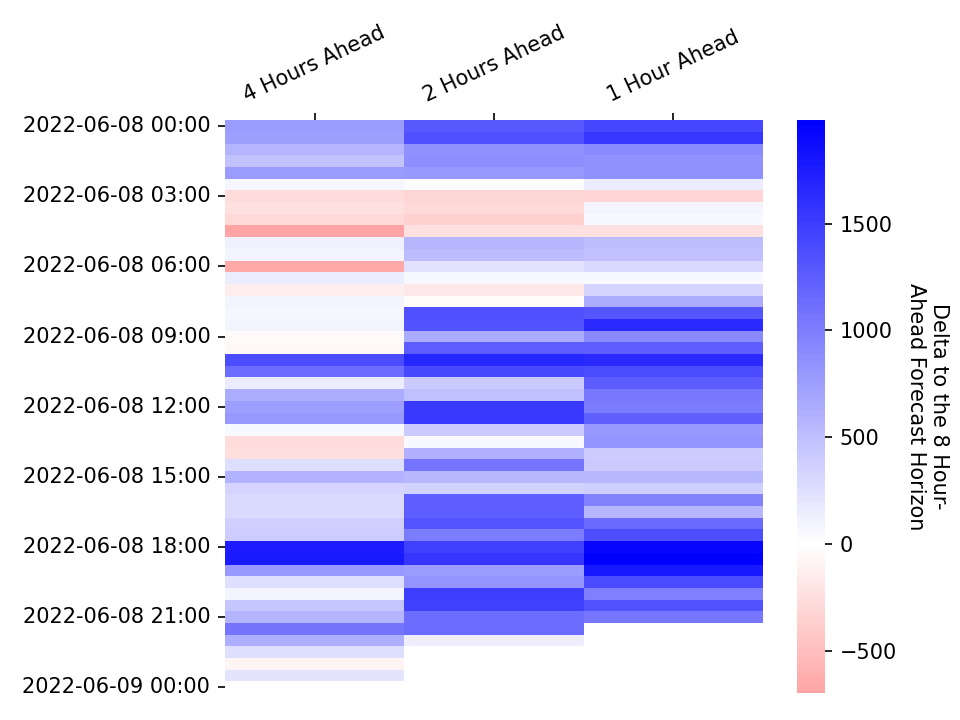 4 Hours Ahead
2 Hours Ahead
1 Hour Ahead
2022-06-08 00:00
2022-06-08 03:00
2022-06-08 06:00
2022-06-08 09:00
2022-06-08 12:00
2022-06-08 15:00
2022-06-08 18:00
2022-06-08 21:00
2022-06-09 00:00
1500
1000
500
0
−500
Delta to the 8 Hour-
Ahead Forecast Horizon